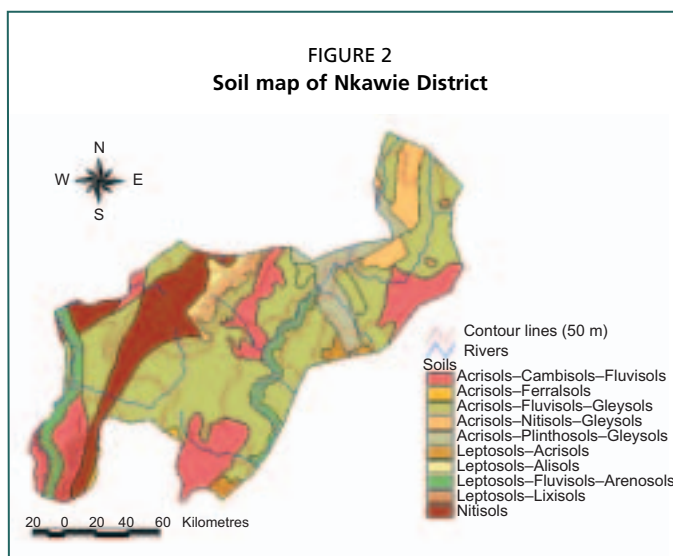 FIGURE 2
Soil map of Nkawie District
N
W E
S
Contour lines (50 m)
Rivers
Soils
Acrisols–Cambisols–Fluvisols
Acrisols–Ferralsols
Acrisols–Fluvisols–Gleysols
Acrisols–Nitisols–Gleysols
Acrisols–Plinthosols–Gleysols
Leptosols–Acrisols
Leptosols–Alisols
Leptosols–Fluvisols–Arenosols
Leptosols–Lixisols
Nitisols
20 0 20 40 60 Kilometres